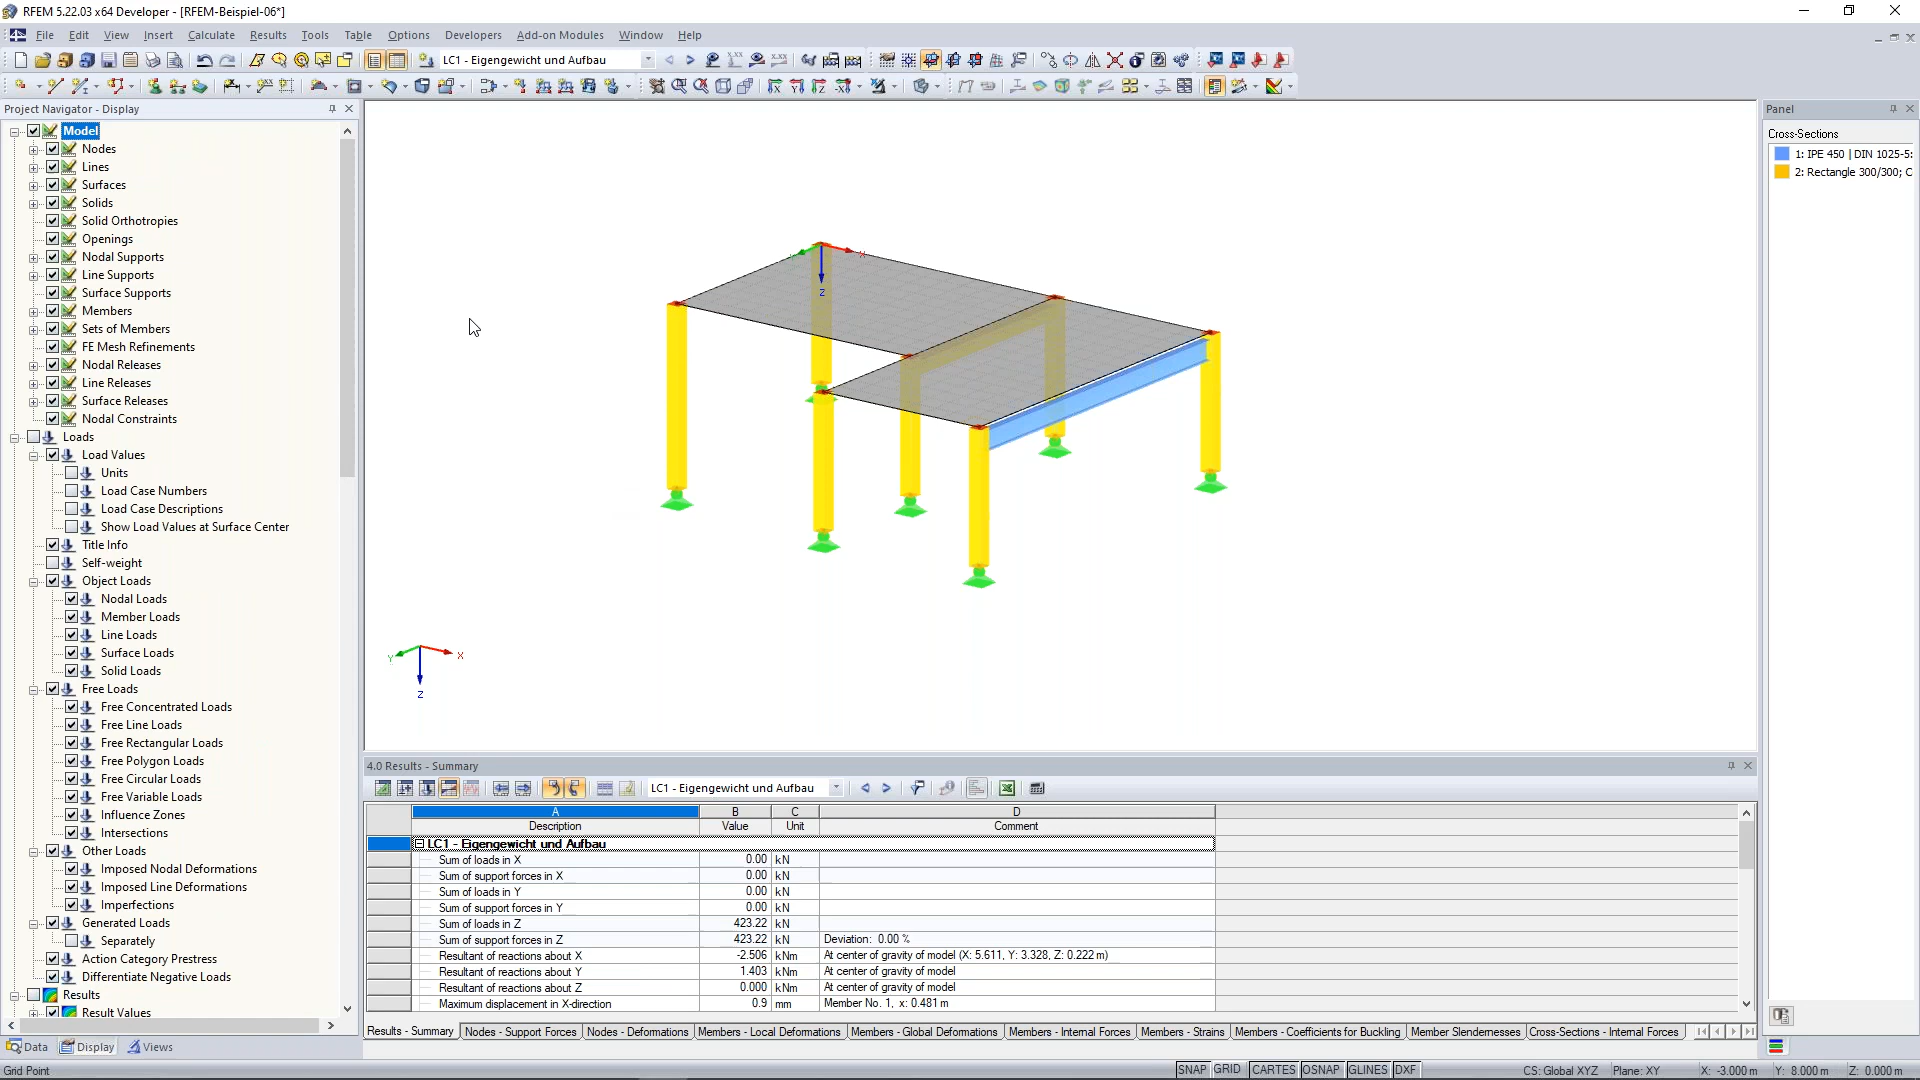 RFEM 5.22.03 x64 Developer - [RFEM-Beispiel-06*]
File Edit View Insert Calculate Results Tools Table Options Developers Add-on Modules Window Help
LC1 - Eigengewicht und Aufbau
Project Navigator - Display
Model
Nodes
Lines
Surfaces
Solids
Solid Orthotropies
Openings
Nodal Supports
Line Supports
Surface Supports
Members
Sets of Members
FE Mesh Refinements
Nodal Releases
Line Releases
Surface Releases
Nodal Constraints
Loads
Load Values
Units
Load Case Numbers
Load Case Descriptions
Show Load Values at Surface Center
Title Info
Self-weight
Object Loads
Nodal Loads
Member Loads
Line Loads
Surface Loads
Solid Loads
Free Loads
Free Concentrated Loads
Free Line Loads
Free Rectangular Loads
Free Polygon Loads
Free Circular Loads
Free Variable Loads
Influence Zones
Intersections
Other Loads
Imposed Nodal Deformations
Imposed Line Deformations
Imperfections
Generated Loads
Separately
Action Category Prestress
Differentiate Negative Loads
Results
Result Values
Data Display Views
X
Z
Y X
Z
Panel
Cross-Sections
1: IPE 450 | DIN 1025-5:
2: Rectangle 300/300; C
4.0 Results - Summary
LC1 - Eigengewicht und Aufbau
A B C D
Description Value Unit Comment
LC1 - Eigengewicht und Aufbau
Sum of loads in X 0.00 kN
Sum of support forces in X 0.00 kN
Sum of loads in Y 0.00 kN
Sum of support forces in Y 0.00 kN
Sum of loads in Z 423.22 kN
Sum of support forces in Z 423.22 kN Deviation: 0.00 %
Resultant of reactions about X -2.506 kNm At center of gravity of model (X: 5.611, Y: 3.328, Z: 0.222 m)
Resultant of reactions about Y 1.403 kNm At center of gravity of model
Resultant of reactions about Z 0.000 kNm At center of gravity of model
Maximum displacement in X-direction 0.9 mm Member No. 1, x: 0.481 m
Results - Summary Nodes - Support Forces Nodes - Deformations Members - Local Deformations Members - Global Deformations Members - Internal Forces Members - Strains Members - Coefficients for Buckling Member Slendernesses Cross-Sections - Internal Forces
Grid Point SNAP GRID CARTES OSNAP GLINES DXF CS: Global XYZ Plane: XY X: -3.000 m Y: 8.000 m Z: 0.000 m